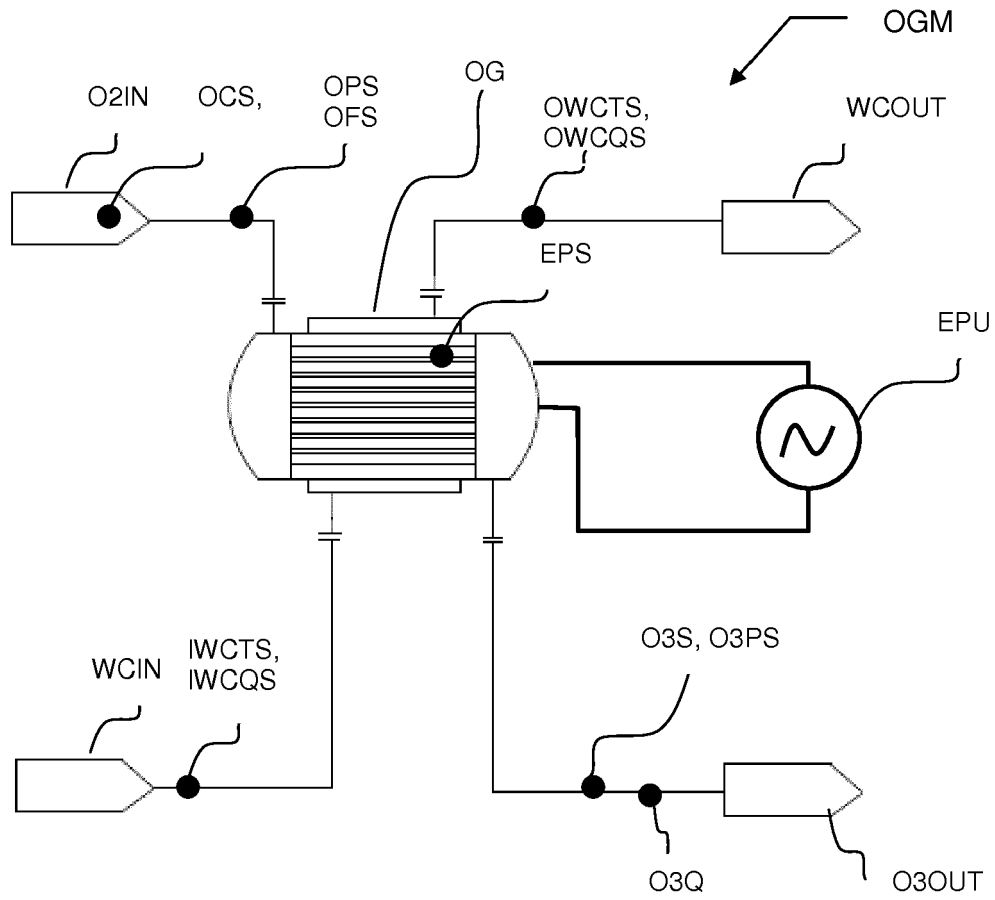 OGM
O2IN
OCS,
OPS
OFS
OG
OWCTS,
OWCQS
WCOUT
EPS
EPU
WCIN
IWCTS,
IWCQS
O3S, O3PS
O3Q
O3OUT